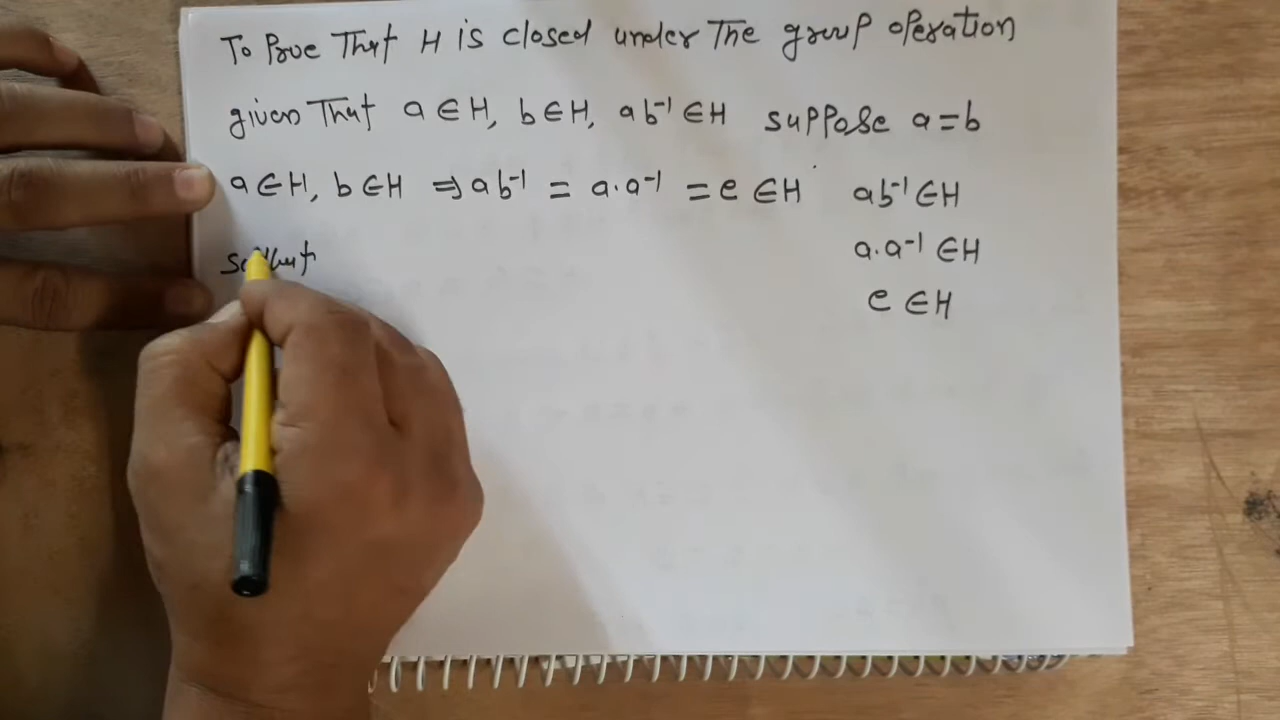 To Prove That H is closed under The group operation
given That a ∈ H, b ∈ H, ab⁻¹ ∈ H suppose a = b
a ∈ H, b ∈ H ⇒ ab⁻¹ = a.a⁻¹ = e ∈ H ab⁻¹ ∈ H
a.a⁻¹ ∈ H
e ∈ H